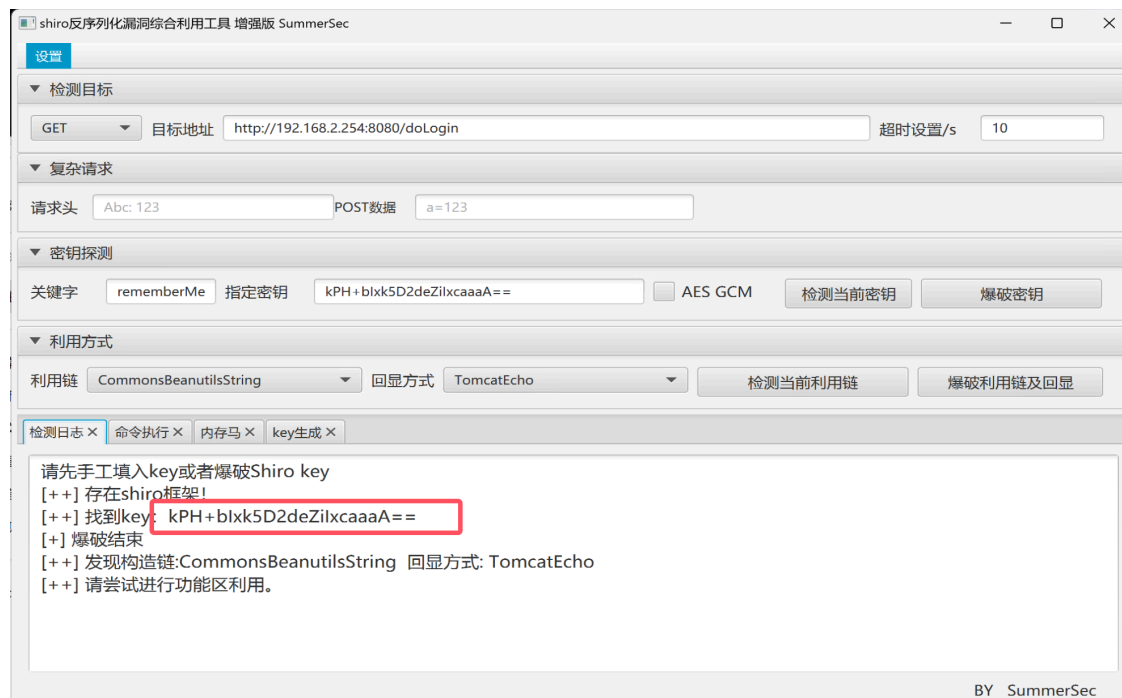 shiro反序列化漏洞综合利用工具 增强版 SummerSec
设置
检测目标
GET 目标地址 http://192.168.2.254:8080/doLogin 超时设置/s 10
复杂请求
请求头 Abc: 123 POST数据 a=123
密钥探测
关键字 rememberMe 指定密钥 kPH+bIxk5D2deZiIxcaaaA== AES GCM 检测当前密钥 爆破密钥
利用方式
利用链 CommonsBeanutilsString 回显方式 TomcatEcho 检测当前利用链 爆破利用链及回显
检测日志 命令执行 内存马 key生成
请先手工填入key或者爆破Shiro key
[++] 存在shiro框架!
[++] 找到key: kPH+bIxk5D2deZiIxcaaaA==
[+] 爆破结束
[++] 发现构造链:CommonsBeanutilsString 回显方式: TomcatEcho
[++] 请尝试进行功能区利用。
BY SummerSec